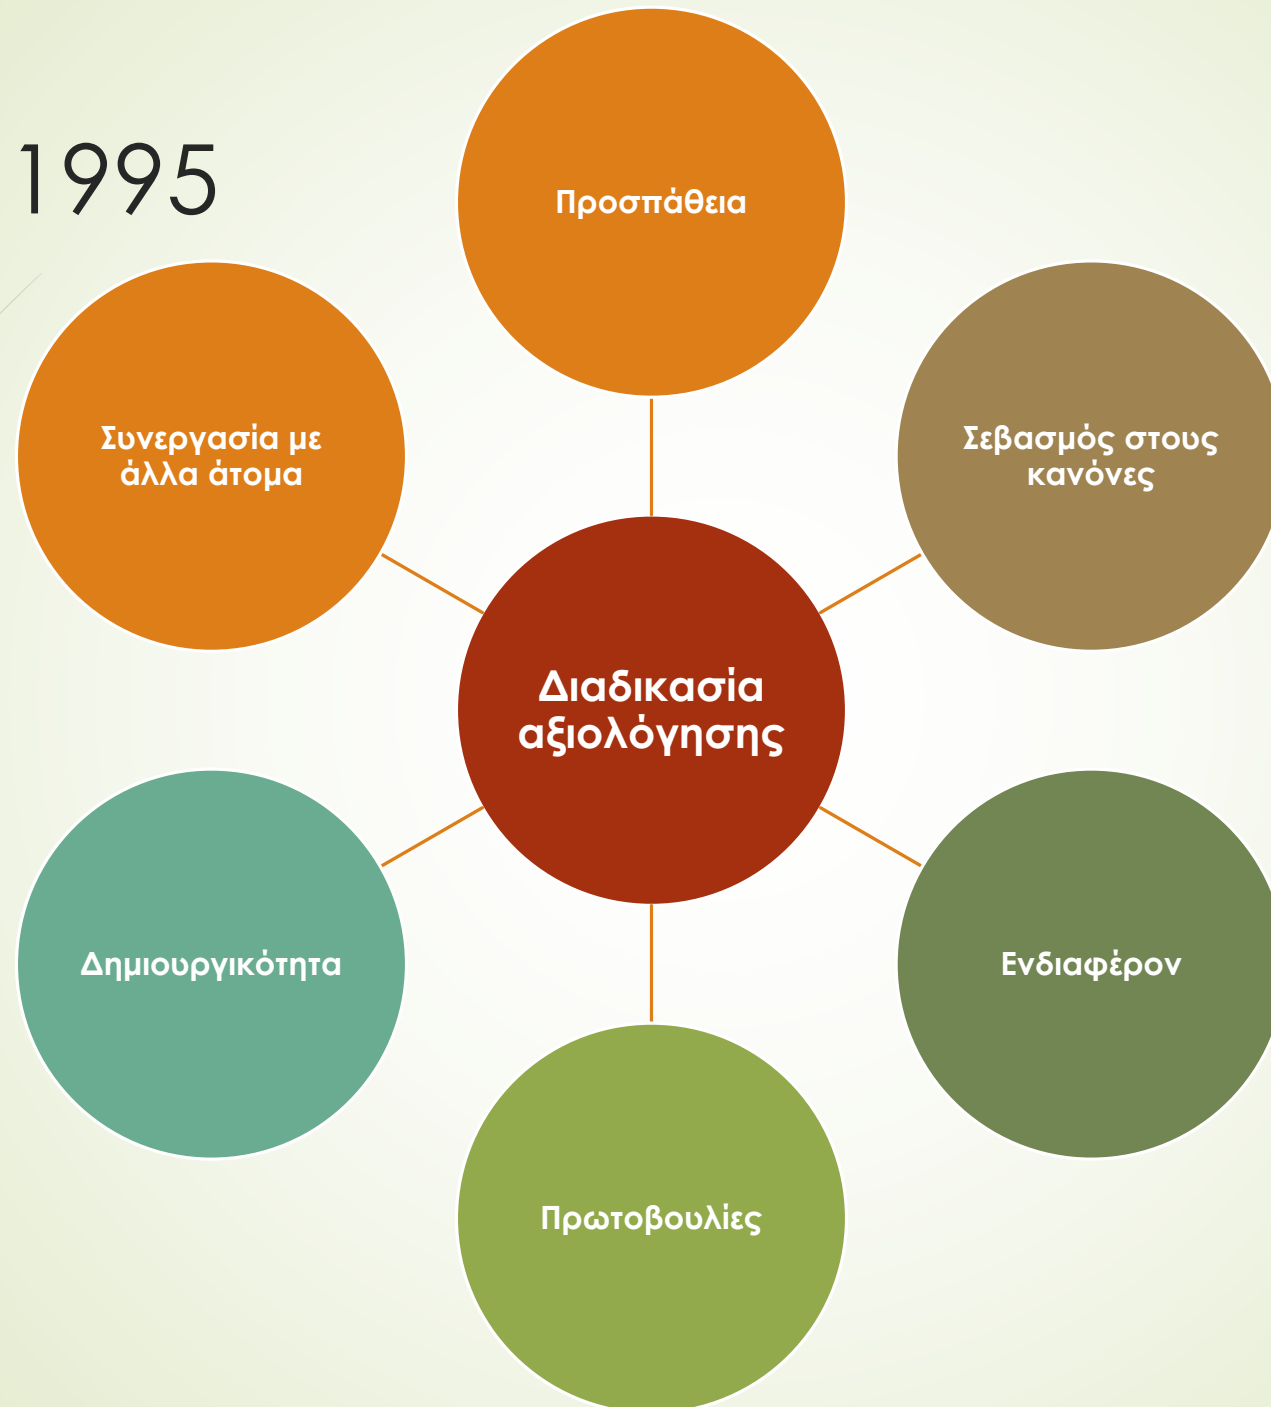 1995
Προσπάθεια
Σεβασμός στους
κανόνες
Ενδιαφέρον
Πρωτοβουλίες
Δημιουργικότητα
Συνεργασία με
άλλα άτομα
Διαδικασία
αξιολόγησης